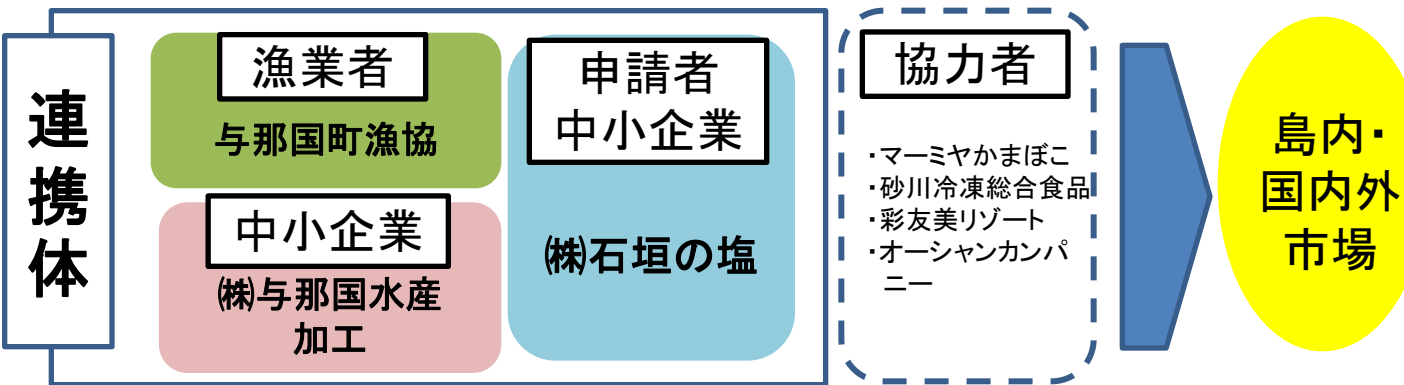 連携体
漁業者
与那国町漁協
中小企業
㈱与那国水産
加工
申請者
中小企業
㈱石垣の塩
協力者
・マーミヤかまぼこ
・砂川冷凍総合食品
・彩友美リゾート
・オーシャンカンパ
ニー
島内・
国内外
市場